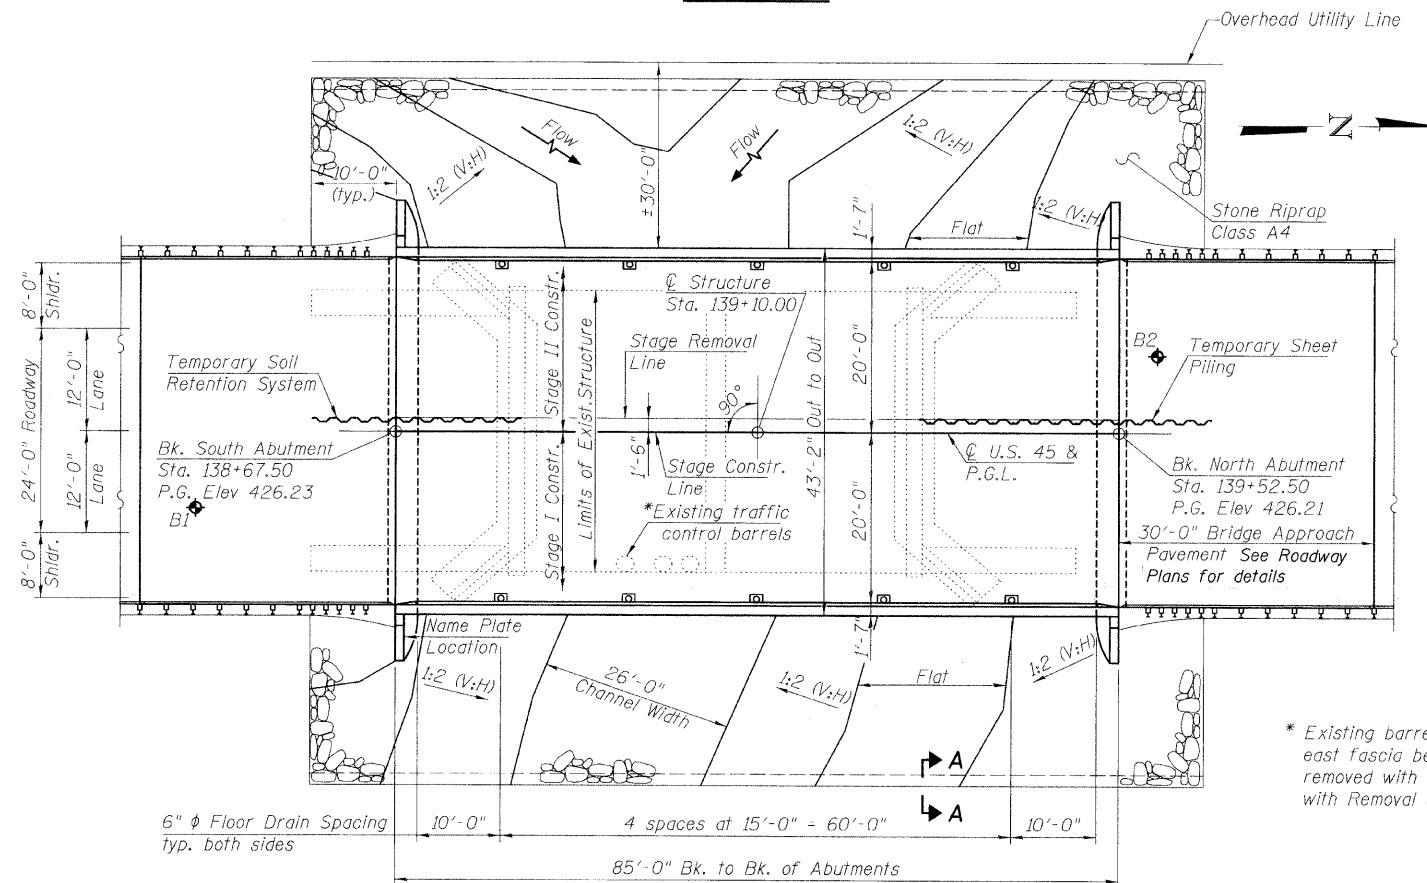 Overhead Utility Line
N
Flow
Flow
1:2 (V:H)
1:2 (V:H)
1:2 (V:H)
10'-0"
(typ.)
±30'-0"
1'-7"
Flat
Stone Riprap
Class A4
8'-0"
Shldr.
24'-0" Roadway
12'-0"
Lane
12'-0"
Lane
8'-0"
Shldr.
Temporary Soil
Retention System
Bk. South Abutment
Sta. 138+67.50
P.G. Elev 426.23
B1
Stage II Constr.
Stage I Constr.
Limits of Exist.Structure
℄ Structure
Sta. 139+10.00
Stage Removal
Line
90°
1'-6"
Stage Constr.
Line
*Existing traffic
control barrels
43'-2" Out to Out
20'-0"
20'-0"
℄ U.S. 45 &
P.G.L.
B2
Temporary Sheet
Piling
Bk. North Abutment
Sta. 139+52.50
P.G. Elev 426.21
30'-0" Bridge Approach
Pavement See Roadway
Plans for details
Name Plate
Location
1:2 (V:H)
26'-0"
Channel Width
1:2 (V:H)
1'-7"
Flat
1:2 (V:H)
A
A
* Existing
east fascia
removed with
with Removal
6" ϕ Floor Drain Spacing
typ. both sides
10'-0"
4 spaces at 15'-0" = 60'-0"
10'-0"
85'-0" Bk. to Bk. of Abutments